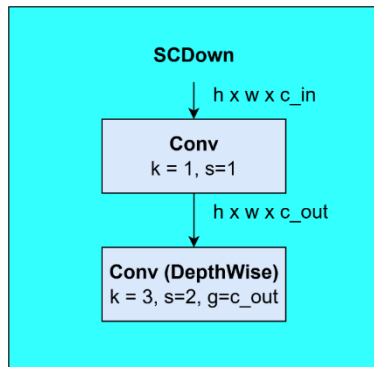 SCDown
h x w x c_in
Conv
k = 1, s=1
h x w x c_out
Conv (DepthWise)
k = 3, s=2, g=c_out